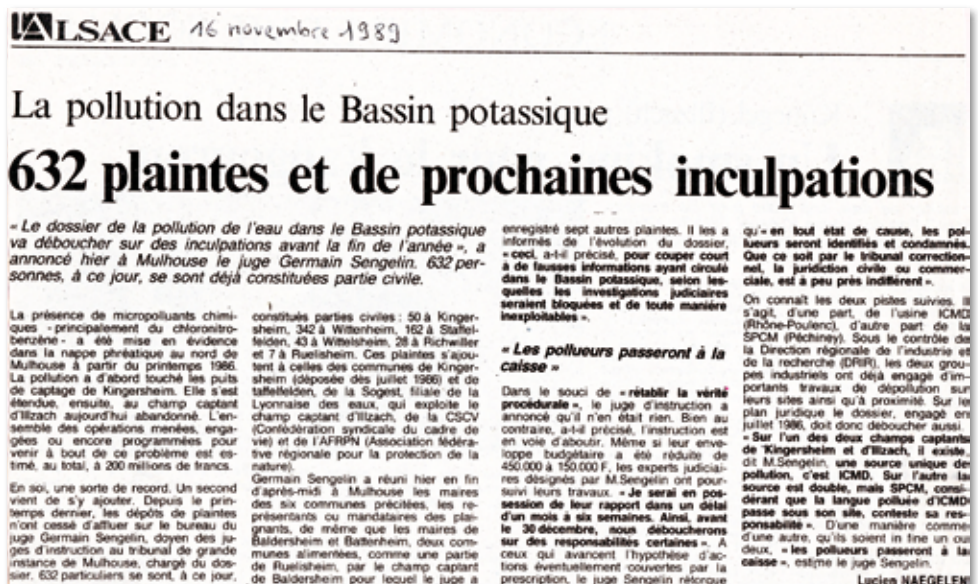 L'ALSACE 16 novembre 1989
La pollution dans le Bassin potassique
632 plaintes et de prochaines inculpations
« Le dossier de la pollution de l'eau dans le Bassin potassique
va déboucher sur des inculpations avant la fin de l'année », a
annoncé hier à Mulhouse le juge Germain Sengelin. 632 per-
sonnes, à ce jour, se sont déjà constituées partie civile.
La présence de micropolluants chimi-
ques - principalement du chloronitro-
benzène - a été mise en évidence
dans la nappe phréatique au nord de
Mulhouse à partir du printemps 1986.
La pollution a d'abord touché les puits
de captage de Kingersheim. Elle s'est
étendue, ensuite, au champ captant
d'Illzach aujourd'hui abandonné. L'en-
semble des opérations menées, enga-
gées ou encore programmées pour
venir à bout de ce problème est es-
timé, au total, à 200 millions de francs.
En soi, une sorte de record. Un second
vient de s'y ajouter. Depuis le prin-
temps dernier, les dépôts de plaintes
n'ont cessé d'affluer sur le bureau du
juge Germain Sengelin, doyen des ju-
ges d'instruction au tribunal de grande
instance de Mulhouse, chargé du dos-
sier. 632 particuliers se sont, à ce jour,
constitués parties civiles : 50 à Kinger-
sheim, 342 à Wittenheim, 162 à Staffel-
felden, 43 à Wittelsheim, 28 à Richwiller
et 7 à Ruelisheim. Ces plaintes s'ajou-
tent à celles des communes de Kinger-
sheim (déposée dès juillet 1986) et de
taffelfelden, de la Sogest, filiale de la
Lyonnaise des eaux, qui exploite le
champ captant d'Illzach, de la CSCV
(Confédération syndicale du cadre de
vie) et de l'AFRPN (Association fédéra-
tive régionale pour la protection de la
nature).
Germain Sengelin a réuni hier en fin
d'après-midi à Mulhouse les maires
des six communes précitées, les re-
présentants ou mandataires des plai-
gnants, de même que les maires de
Baldersheim et Battenheim, deux com-
munes alimentées, comme une partie
de Ruelisheim, par le champ captant
de Baldersheim pour lequel le juge a
enregistré sept autres plaintes. Il les a
informés de l'évolution du dossier,
« ceci, a-t-il précisé, pour couper court
à de fausses informations ayant circulé
dans le Bassin potassique, selon les-
quelles les investigations judiciaires
seraient bloquées et de toute manière
inexploitables ».
« Les pollueurs passeront à la
caisse »
Dans le souci de « rétablir la vérité
procédurale », le juge d'instruction a
annoncé qu'il n'en était rien. Bien au
contraire, a-t-il précisé, l'instruction est
en voie d'aboutir. Même si leur enve-
loppe budgétaire a été réduite de
450.000 à 150.000 F, les experts judiciai-
res désignés par M.Sengelin ont pour-
suivi leurs travaux. « Je serai en pos-
session de leur rapport dans un délai
d'un mois à six semaines. Ainsi, avant
le 30 décembre, nous déboucherons
sur des responsabilités certaines ». A
ceux qui avancent l'hypothèse d'ac-
tions éventuellement couvertes par la
prescription, le juge Sengelin rétorque
qu'« en tout état de cause, les pol-
lueurs seront identifiés et condamnés.
Que ce soit par le tribunal correction-
nel, la juridiction civile ou commer-
ciale, est à peu près indifférent ».
On connaît les deux pistes suivies. Il
s'agit, d'une part, de l'usine ICMD
(Rhône-Poulenc), d'autre part de la
SPCM (Péchiney). Sous le contrôle de
la Direction régionale de l'industrie et
de la recherche (DRIR), les deux grou-
pes industriels ont déjà engagé d'im-
portants travaux de dépollution sur
leurs sites ainsi qu'à proximité. Sur le
plan juridique le dossier, engagé en
juillet 1986, doit donc déboucher aussi.
« Sur l'un des deux champs captants
de Kingersheim et d'Illzach, il existe,
dit M.Sengelin, une source unique de
pollution, c'est ICMD. Sur l'autre la
source est double, mais SPCM, consi-
dérant que la langue polluée d'ICMD
passe sous son site, conteste sa res-
ponsabilité ». D'une manière comme
d'une autre, qu'ils soient in fine un ou
deux, « les pollueurs passeront à la
caisse », estime le juge Sengelin.
Lucien NAEGELEN